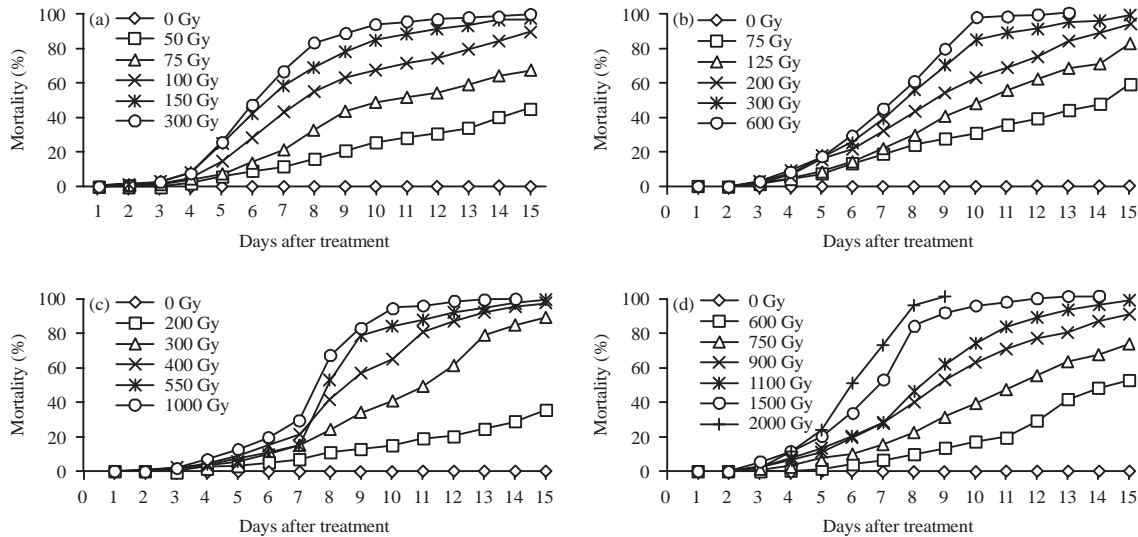 (a)
0 Gy
50 Gy
75 Gy
100 Gy
150 Gy
300 Gy
Mortality (%)
100
80
60
40
20
0
1 2 3 4 5 6 7 8 9 10 11 12 13 14 15
Days after treatment
(b)
0 Gy
75 Gy
125 Gy
200 Gy
300 Gy
600 Gy
Mortality (%)
100
80
60
40
20
0
0 1 2 3 4 5 6 7 8 9 10 11 12 13 14 15
Days after treatment
(c)
0 Gy
200 Gy
300 Gy
400 Gy
550 Gy
1000 Gy
Mortality (%)
100
80
60
40
20
0
0 1 2 3 4 5 6 7 8 9 10 11 12 13 14 15
Days after treatment
(d)
0 Gy
600 Gy
750 Gy
900 Gy
1100 Gy
1500 Gy
2000 Gy
Mortality (%)
100
80
60
40
20
0
0 1 2 3 4 5 6 7 8 9 10 11 12 13 14 15
Days after treatment